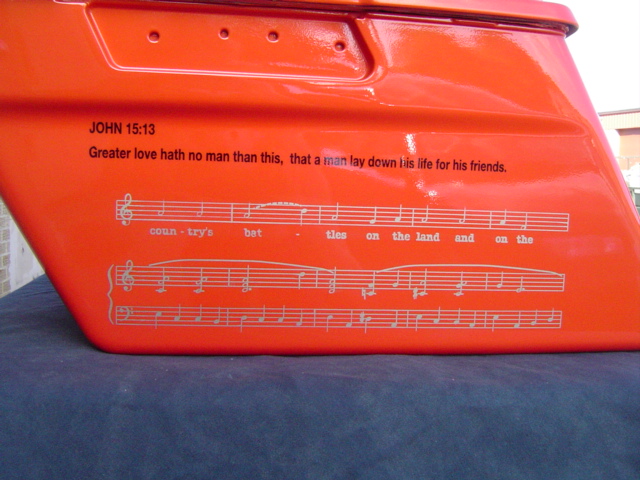 JOHN 15:13
Greater love hath no man than this, that a man lay down his life for his friends.
coun - try's bat - tles on the land and on the